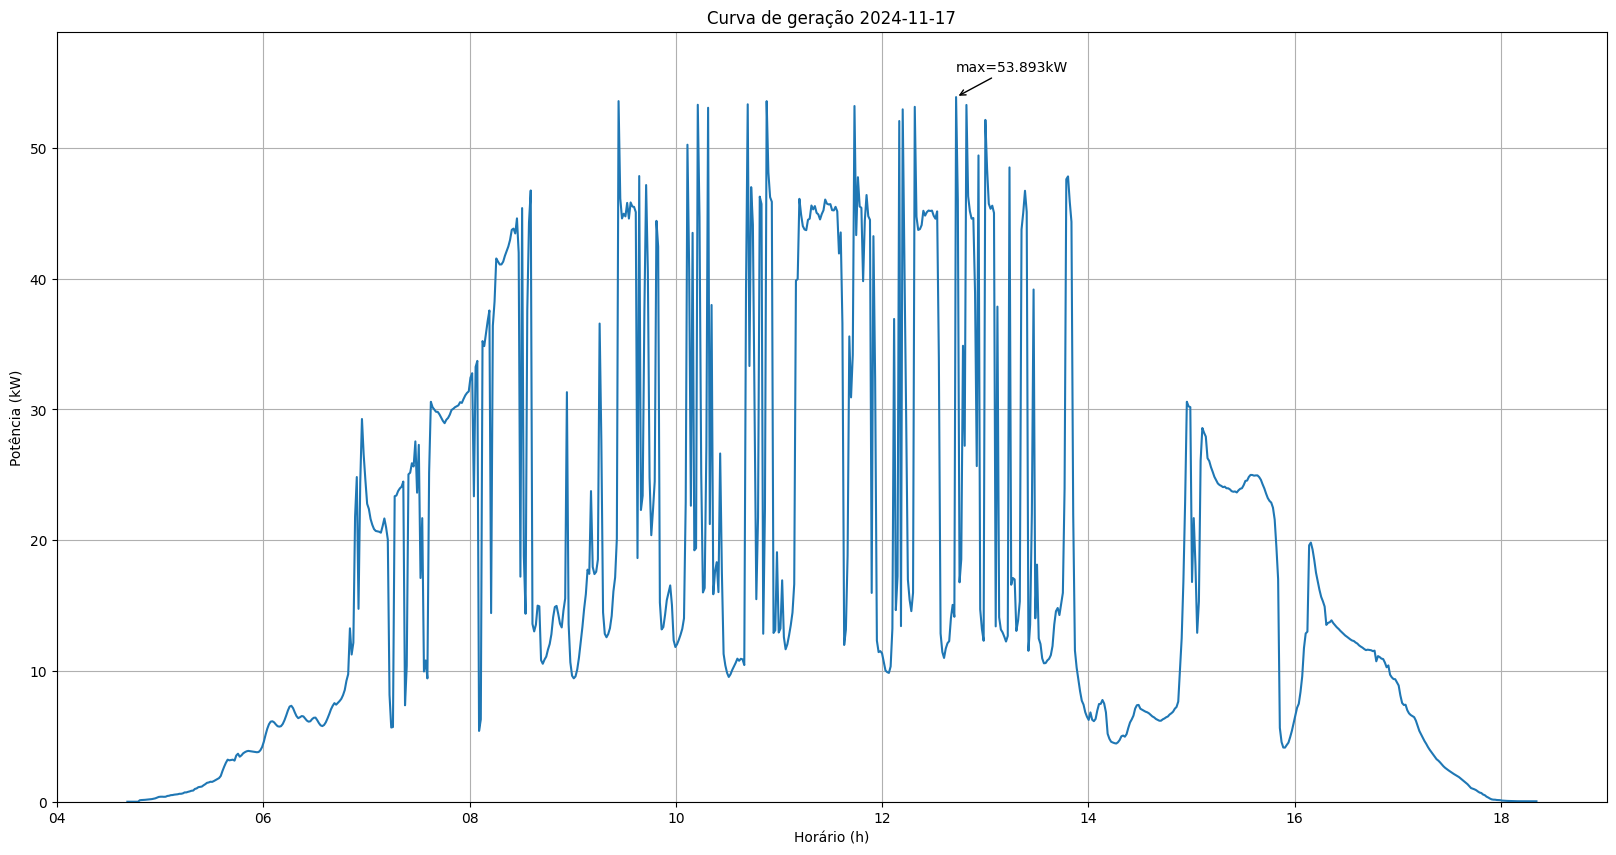 Curva de geração 2024-11-17
max=53.893kW
Potência (kW)
50
40
30
20
10
0
04 06 08 10 12 14 16 18
Horário (h)